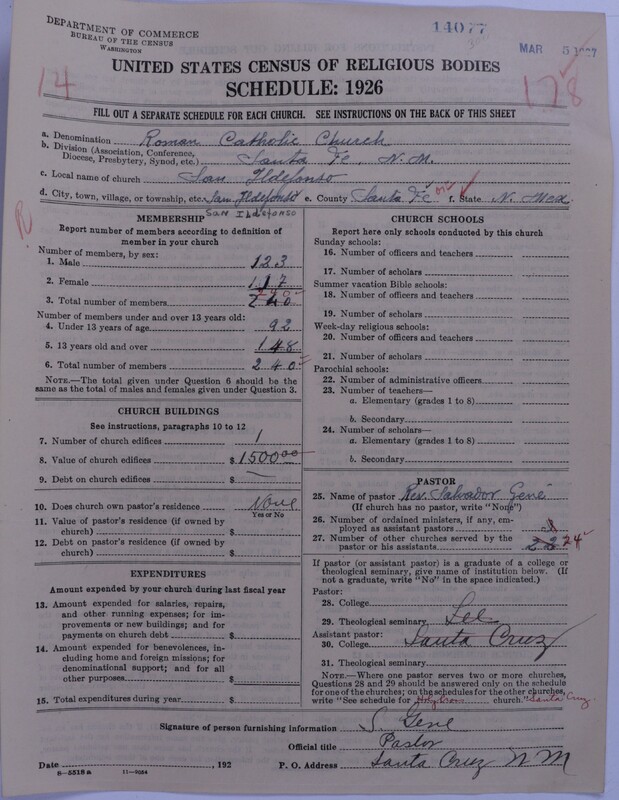 DEPARTMENT OF COMMERCE
BUREAU OF THE CENSUS
WASHINGTON
14077
MAR 5 1927
UNITED STATES CENSUS OF RELIGIOUS BODIES
SCHEDULE: 1926
14
178
FILL OUT A SEPARATE SCHEDULE FOR EACH CHURCH. SEE INSTRUCTIONS ON THE BACK OF THIS SHEET
a. Denomination Roman Catholic Church
b. Division (Association, Conference, Diocese, Presbytery, Synod, etc.) Santa Fe, N.M.
c. Local name of church San Ildefonso
d. City, town, village, or township, etc. San Ildefonso e. County Santa Fe f. State N. Mex
San Ildefonso
MEMBERSHIP
Report number of members according to definition of
member in your church
Number of members, by sex:
1. Male 123
2. Female 117
3. Total number of members 240
Number of members under and over 13 years old:
4. Under 13 years of age 92
5. 13 years old and over 148
6. Total number of members 240
NOTE.—The total given under Question 6 should be the
same as the total of males and females given under Question 3.
CHURCH BUILDINGS
See instructions, paragraphs 10 to 12
7. Number of church edifices 1
8. Value of church edifices $ 1500.00
9. Debt on church edifices $ —
10. Does church own pastor's residence None
Yes or No
11. Value of pastor's residence (if owned by
church) $
12. Debt on pastor's residence (if owned by
church) $
EXPENDITURES
Amount expended by your church during last fiscal year
13. Amount expended for salaries, repairs,
and other running expenses; for im-
provements or new buildings; and for
payments on church debt $
14. Amount expended for benevolences, in-
cluding home and foreign missions; for
denominational support; and for all
other purposes $
15. Total expenditures during year $
CHURCH SCHOOLS
Report here only schools conducted by this church
Sunday schools:
16. Number of officers and teachers
17. Number of scholars
Summer vacation Bible schools:
18. Number of officers and teachers
19. Number of scholars
Week-day religious schools:
20. Number of officers and teachers
21. Number of scholars
Parochial schools:
22. Number of administrative officers
23. Number of teachers—
a. Elementary (grades 1 to 8)
b. Secondary
24. Number of scholars—
a. Elementary (grades 1 to 8)
b. Secondary
PASTOR
25. Name of pastor Rev. Salvador Gené
(If church has no pastor, write "None")
26. Number of ordained ministers, if any, em-
ployed as assistant pastors
27. Number of other churches served by the
pastor or his assistants 24
If pastor (or assistant pastor) is a graduate of a college or
theological seminary, give name of institution below. (If
not a graduate, write "No" in the space indicated.)
Pastor:
28. College
29. Theological seminary See
Assistant pastor:
30. College Santa Cruz
31. Theological seminary
NOTE.—Where one pastor serves two or more churches,
Questions 28 and 29 should be answered only on the schedule
for one of the churches; on the schedules for the other churches,
write "See schedule for Holy Cross church." Santa Cruz.
Signature of person furnishing information S. Gene
Official title Pastor
Date , 192 P. O. Address Santa Cruz N M
8—5518 a 11—9054